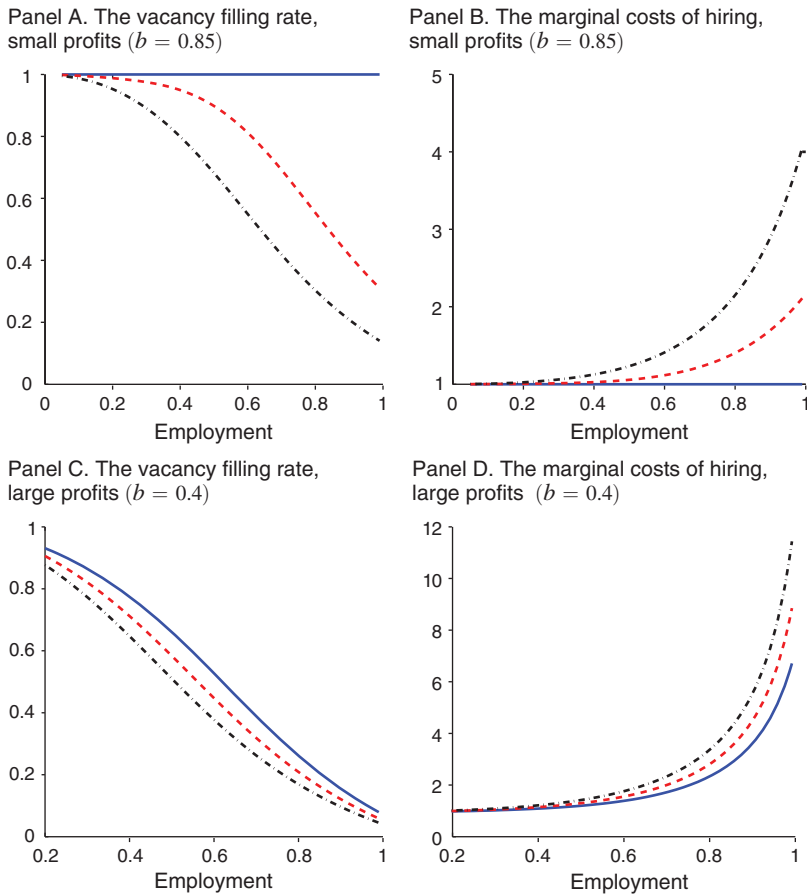 Panel A. The vacancy filling rate,
small profits (b = 0.85)
1
0.8
0.6
0.4
0.2
0
0 0.2 0.4 0.6 0.8 1
Employment
Panel B. The marginal costs of hiring,
small profits (b = 0.85)
5
4
3
2
1
0 0.2 0.4 0.6 0.8 1
Employment
Panel C. The vacancy filling rate,
large profits (b = 0.4)
1
0.8
0.6
0.4
0.2
0
0.2 0.4 0.6 0.8 1
Employment
Panel D. The marginal costs of hiring,
large profits (b = 0.4)
12
10
8
6
4
2
0
0.2 0.4 0.6 0.8 1
Employment